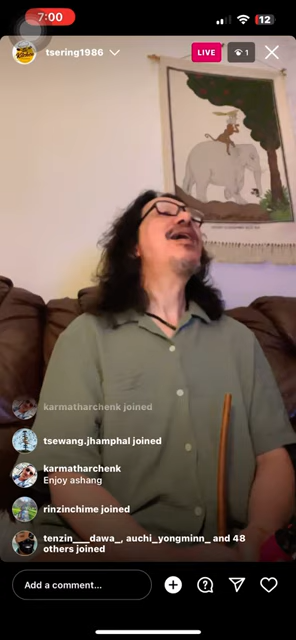 7:00
12
tsering1986
LIVE
1
karmatharchenk joined
tsewang.jhamphal joined
karmatharchenk
Enjoy ashang
rinzinchime joined
tenzin___dawa_, auchi_yongminn_ and 48
others joined
Add a comment...